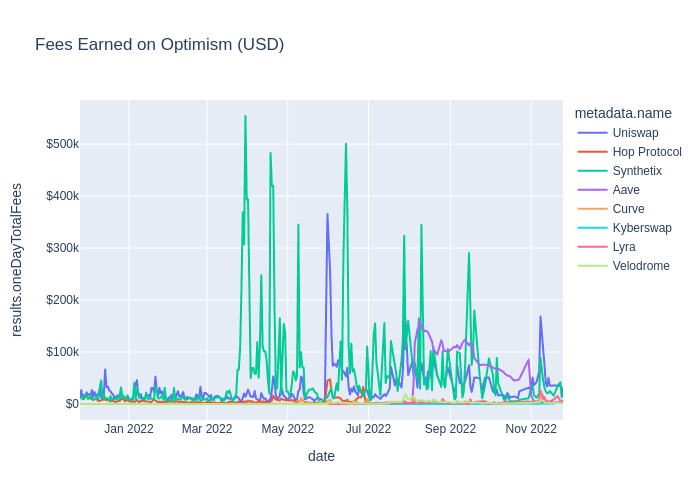 Fees Earned on Optimism (USD)
metadata.name
Uniswap
Hop Protocol
Synthetix
Aave
Curve
Kyberswap
Lyra
Velodrome
results.oneDayTotalFees
$500k
$400k
$300k
$200k
$100k
$0
Jan 2022 Mar 2022 May 2022 Jul 2022 Sep 2022 Nov 2022
date